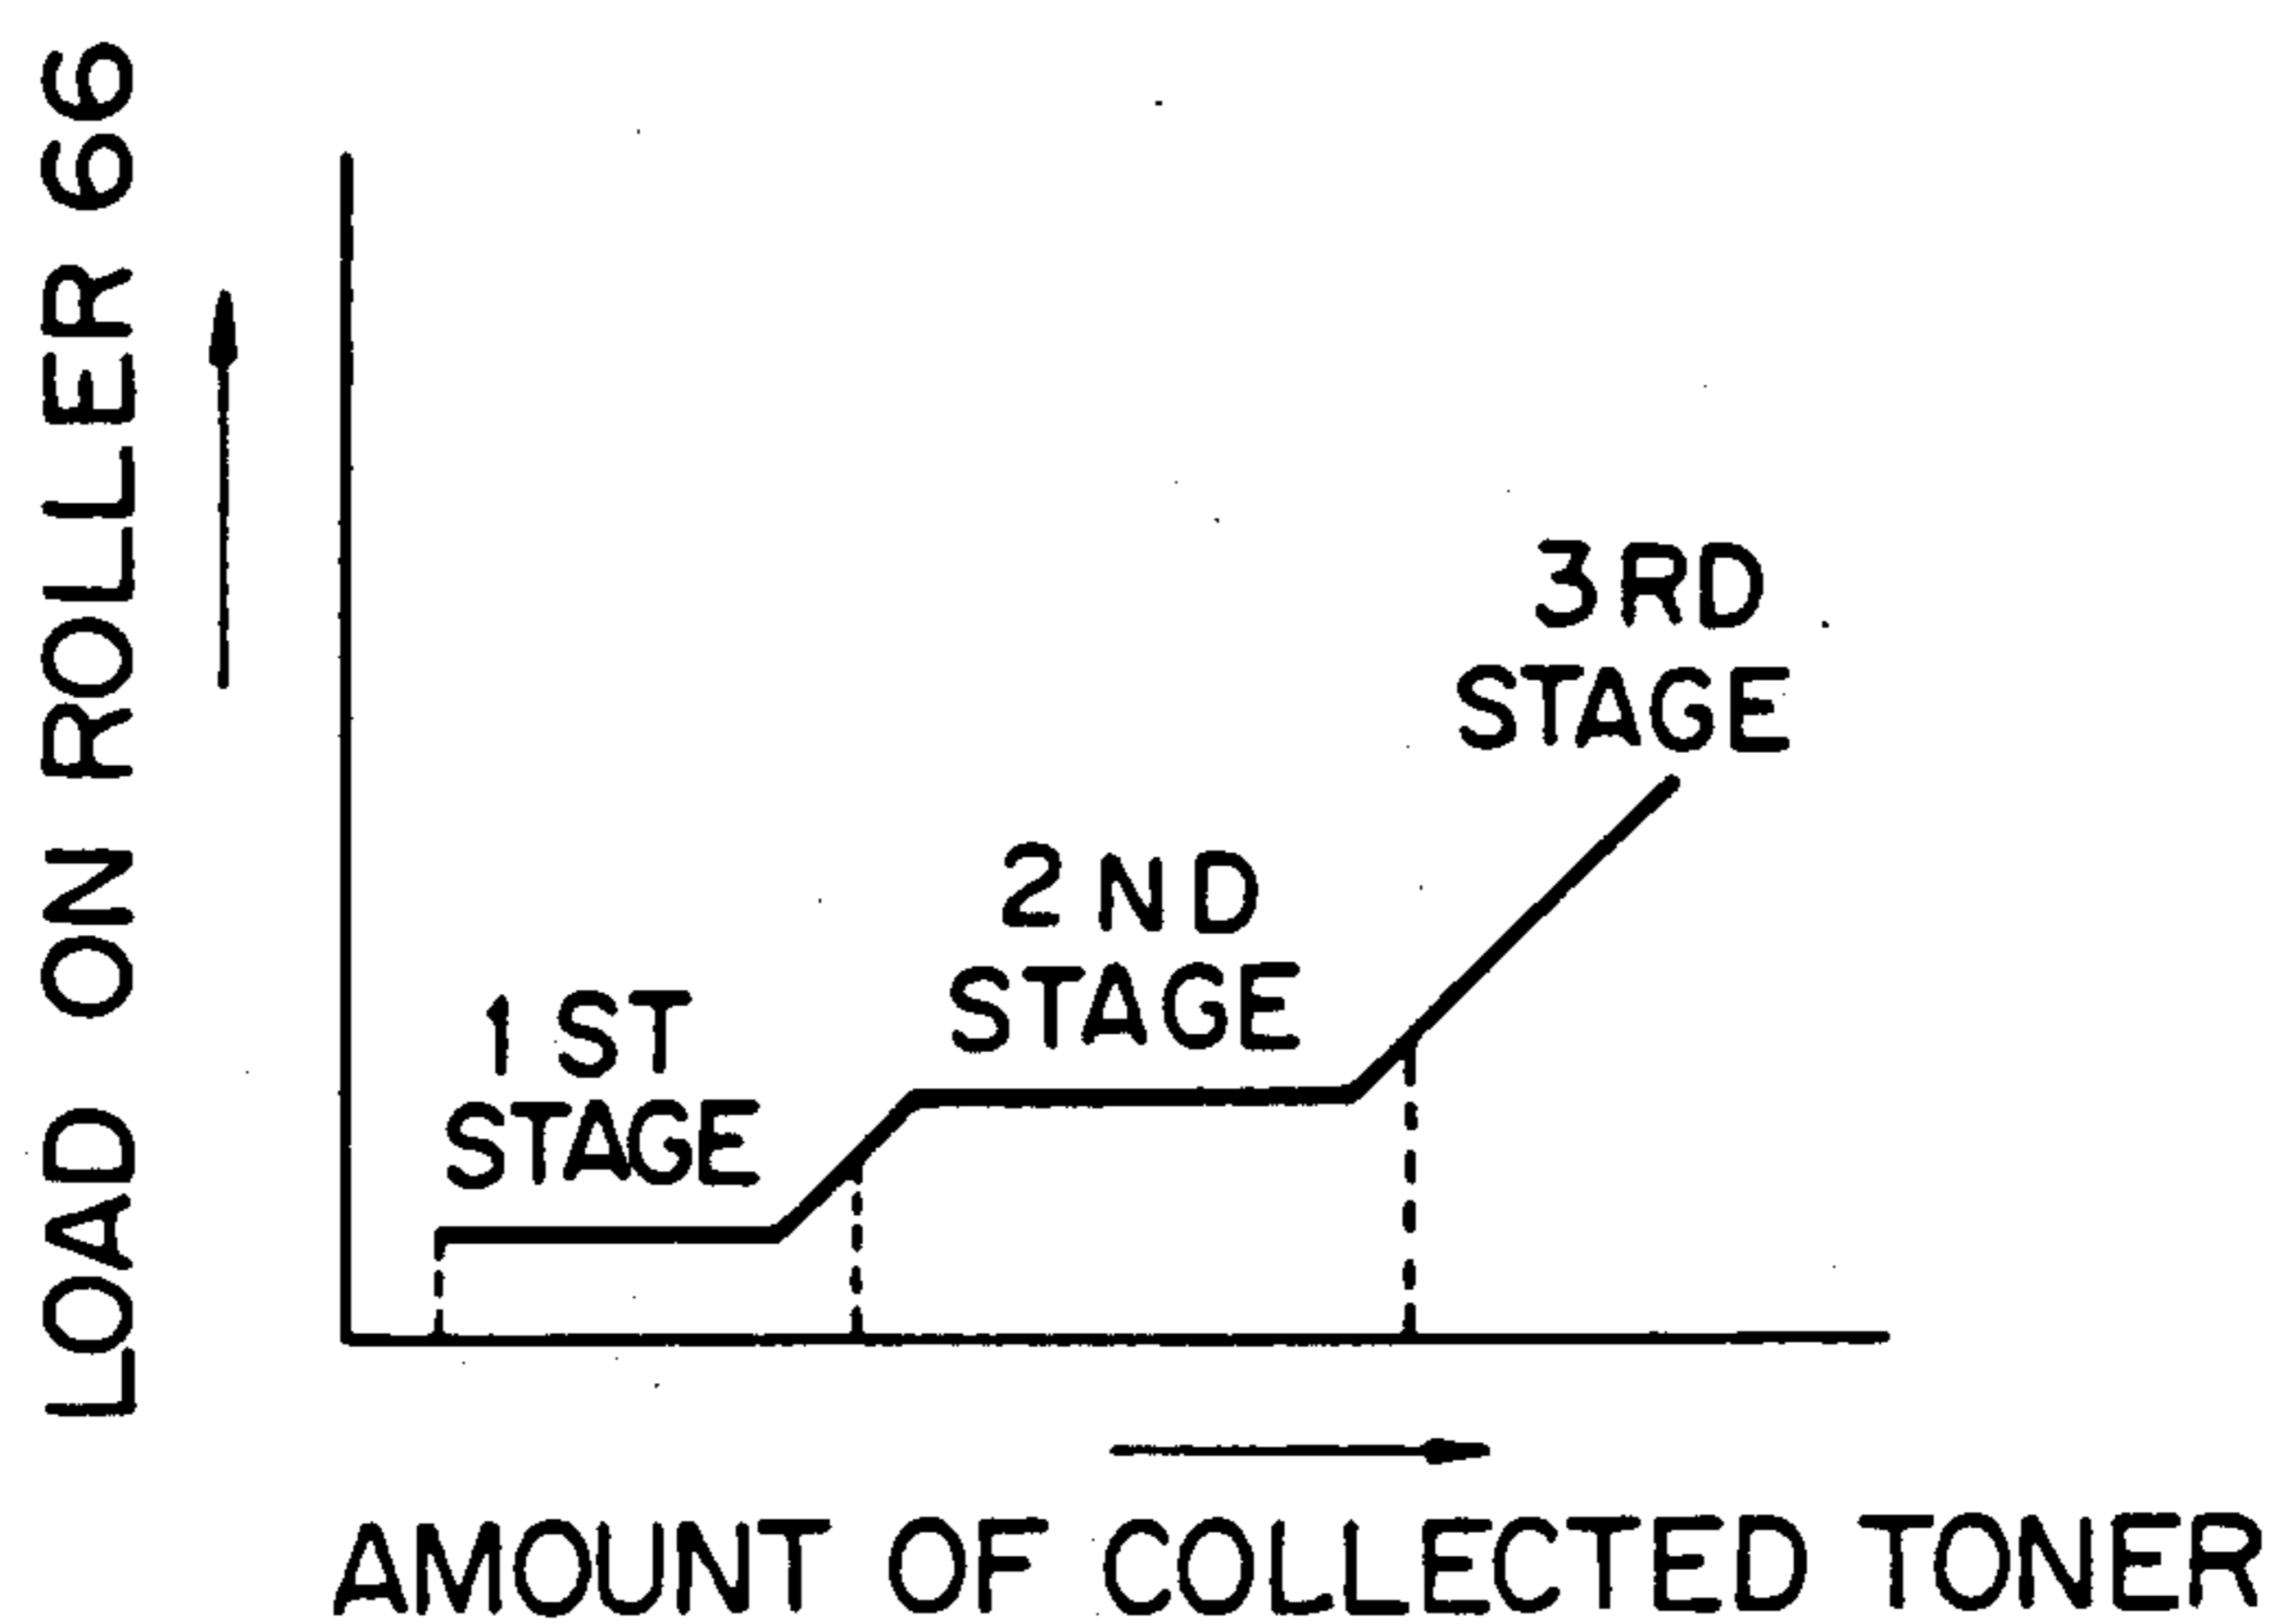 LOAD ON ROLLER 66
1ST
STAGE
2ND
STAGE
3RD
STAGE
AMOUNT OF COLLECTED TONER